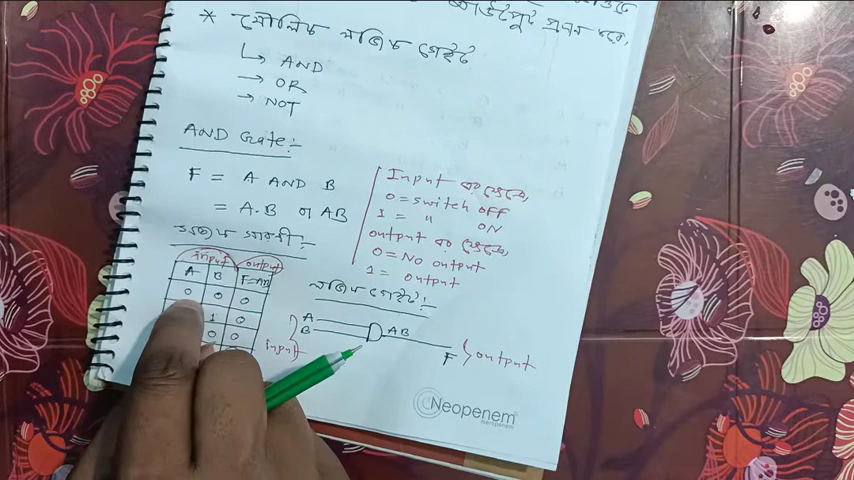 * মৌলিক লজিক গেইট
↳ AND
→ OR
→ NOT
AND Gate:-
F = A AND B
= A.B or AB
সত্যক সারণী:-
input output
A B F=AB
0 0 0
1 0
0 0
Input এর ক্ষেত্রে,
0 = switch OFF
1 = " ON
output এর ক্ষেত্রে,
0 = No output
1 = output
লজিক গেইট:-
A
B
AB
F
input
output
Neopenem
meropenem